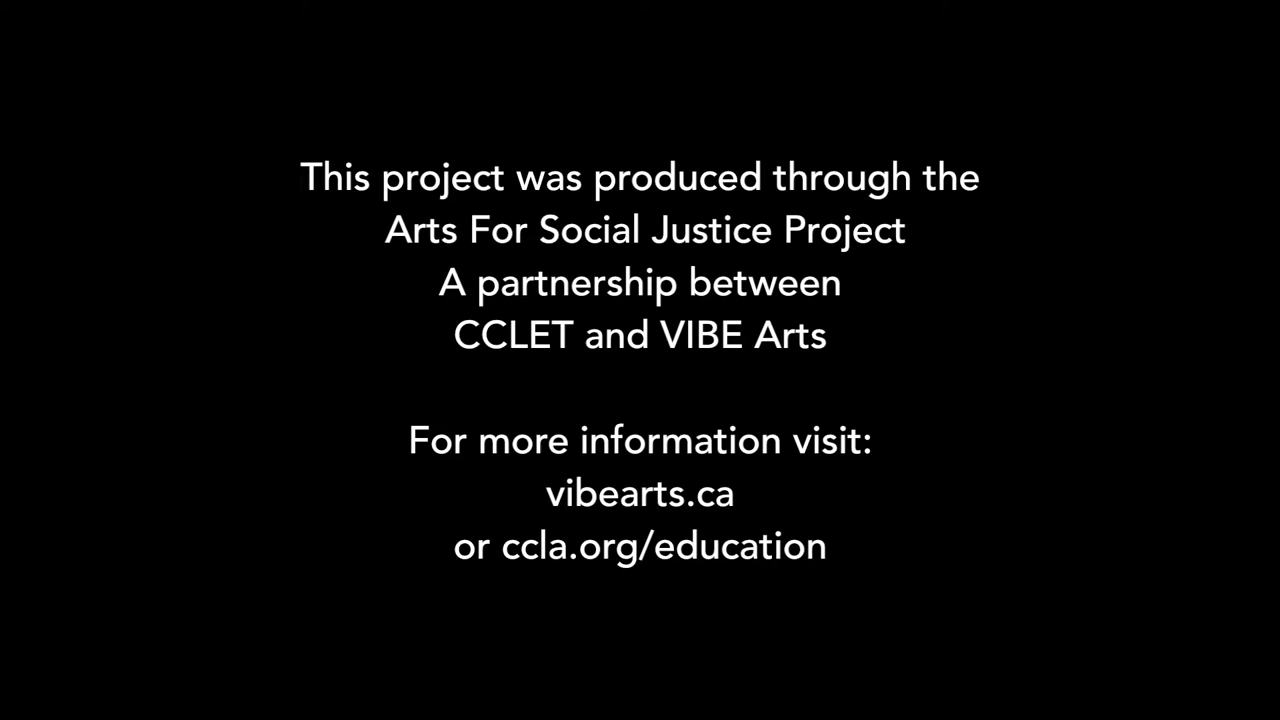 This project was produced through the
Arts For Social Justice Project
A partnership between
CCLET and VIBE Arts
For more information visit:
vibearts.ca
or ccla.org/education